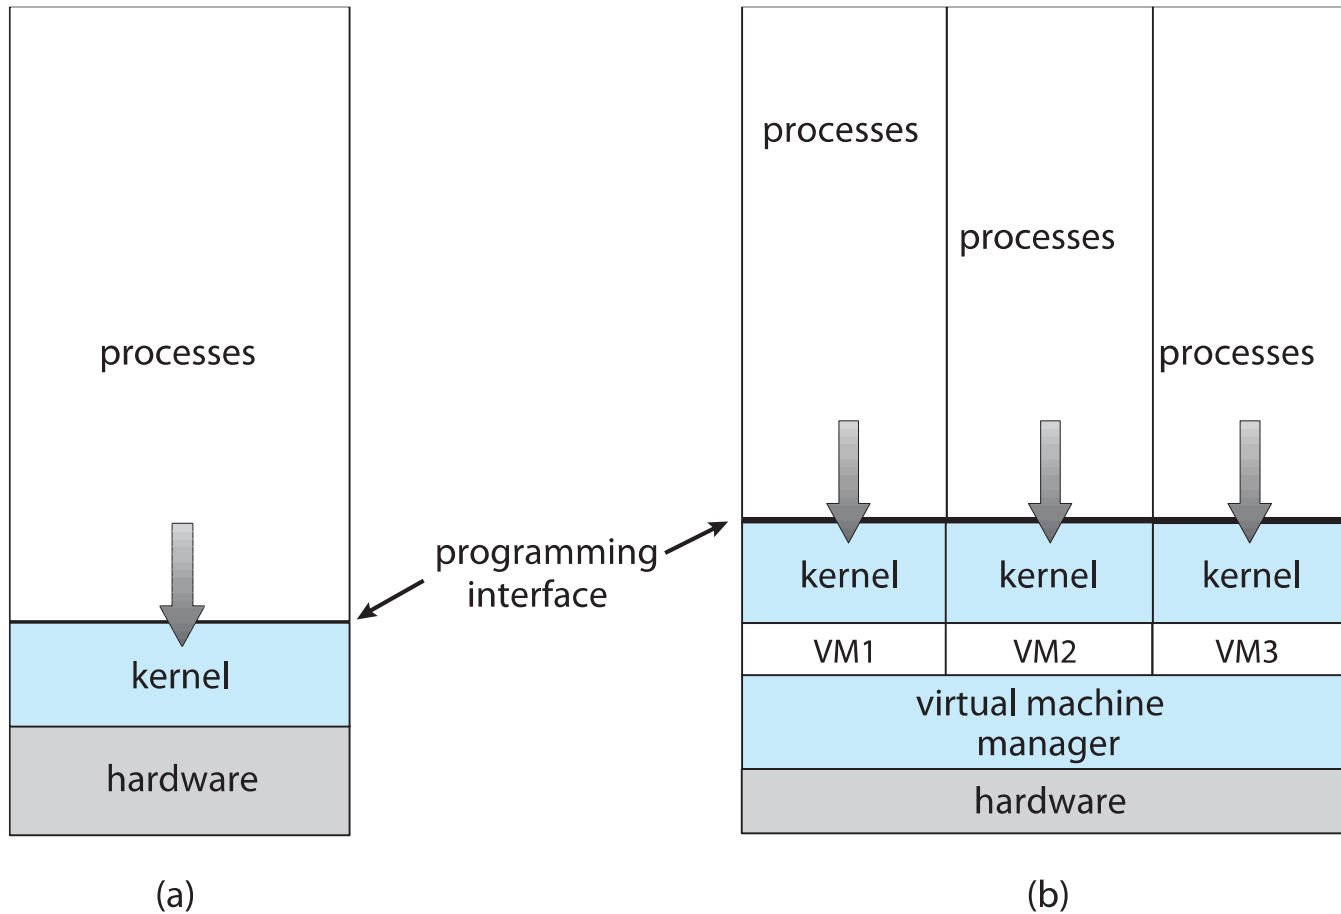 processes
kernel
hardware
(a)
programming
interface
processes
processes
processes
kernel
kernel
kernel
VM1
VM2
VM3
virtual machine
manager
hardware
(b)